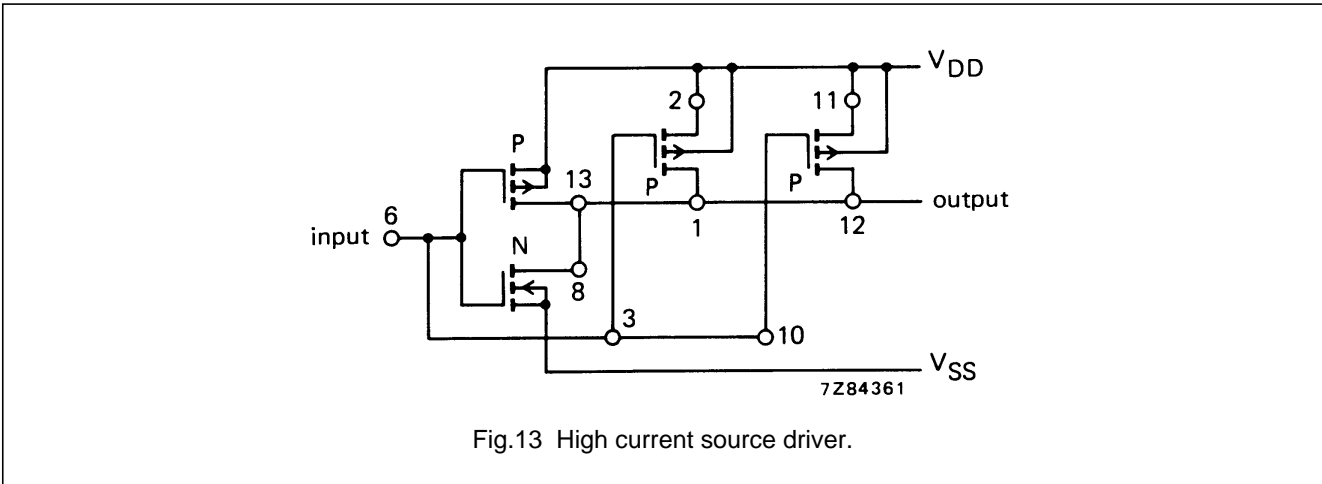 VDD
2
11
P
13
P
P
output
6
1
12
input
N
8
3
10
VSS
7Z84361
Fig.13 High current source driver.